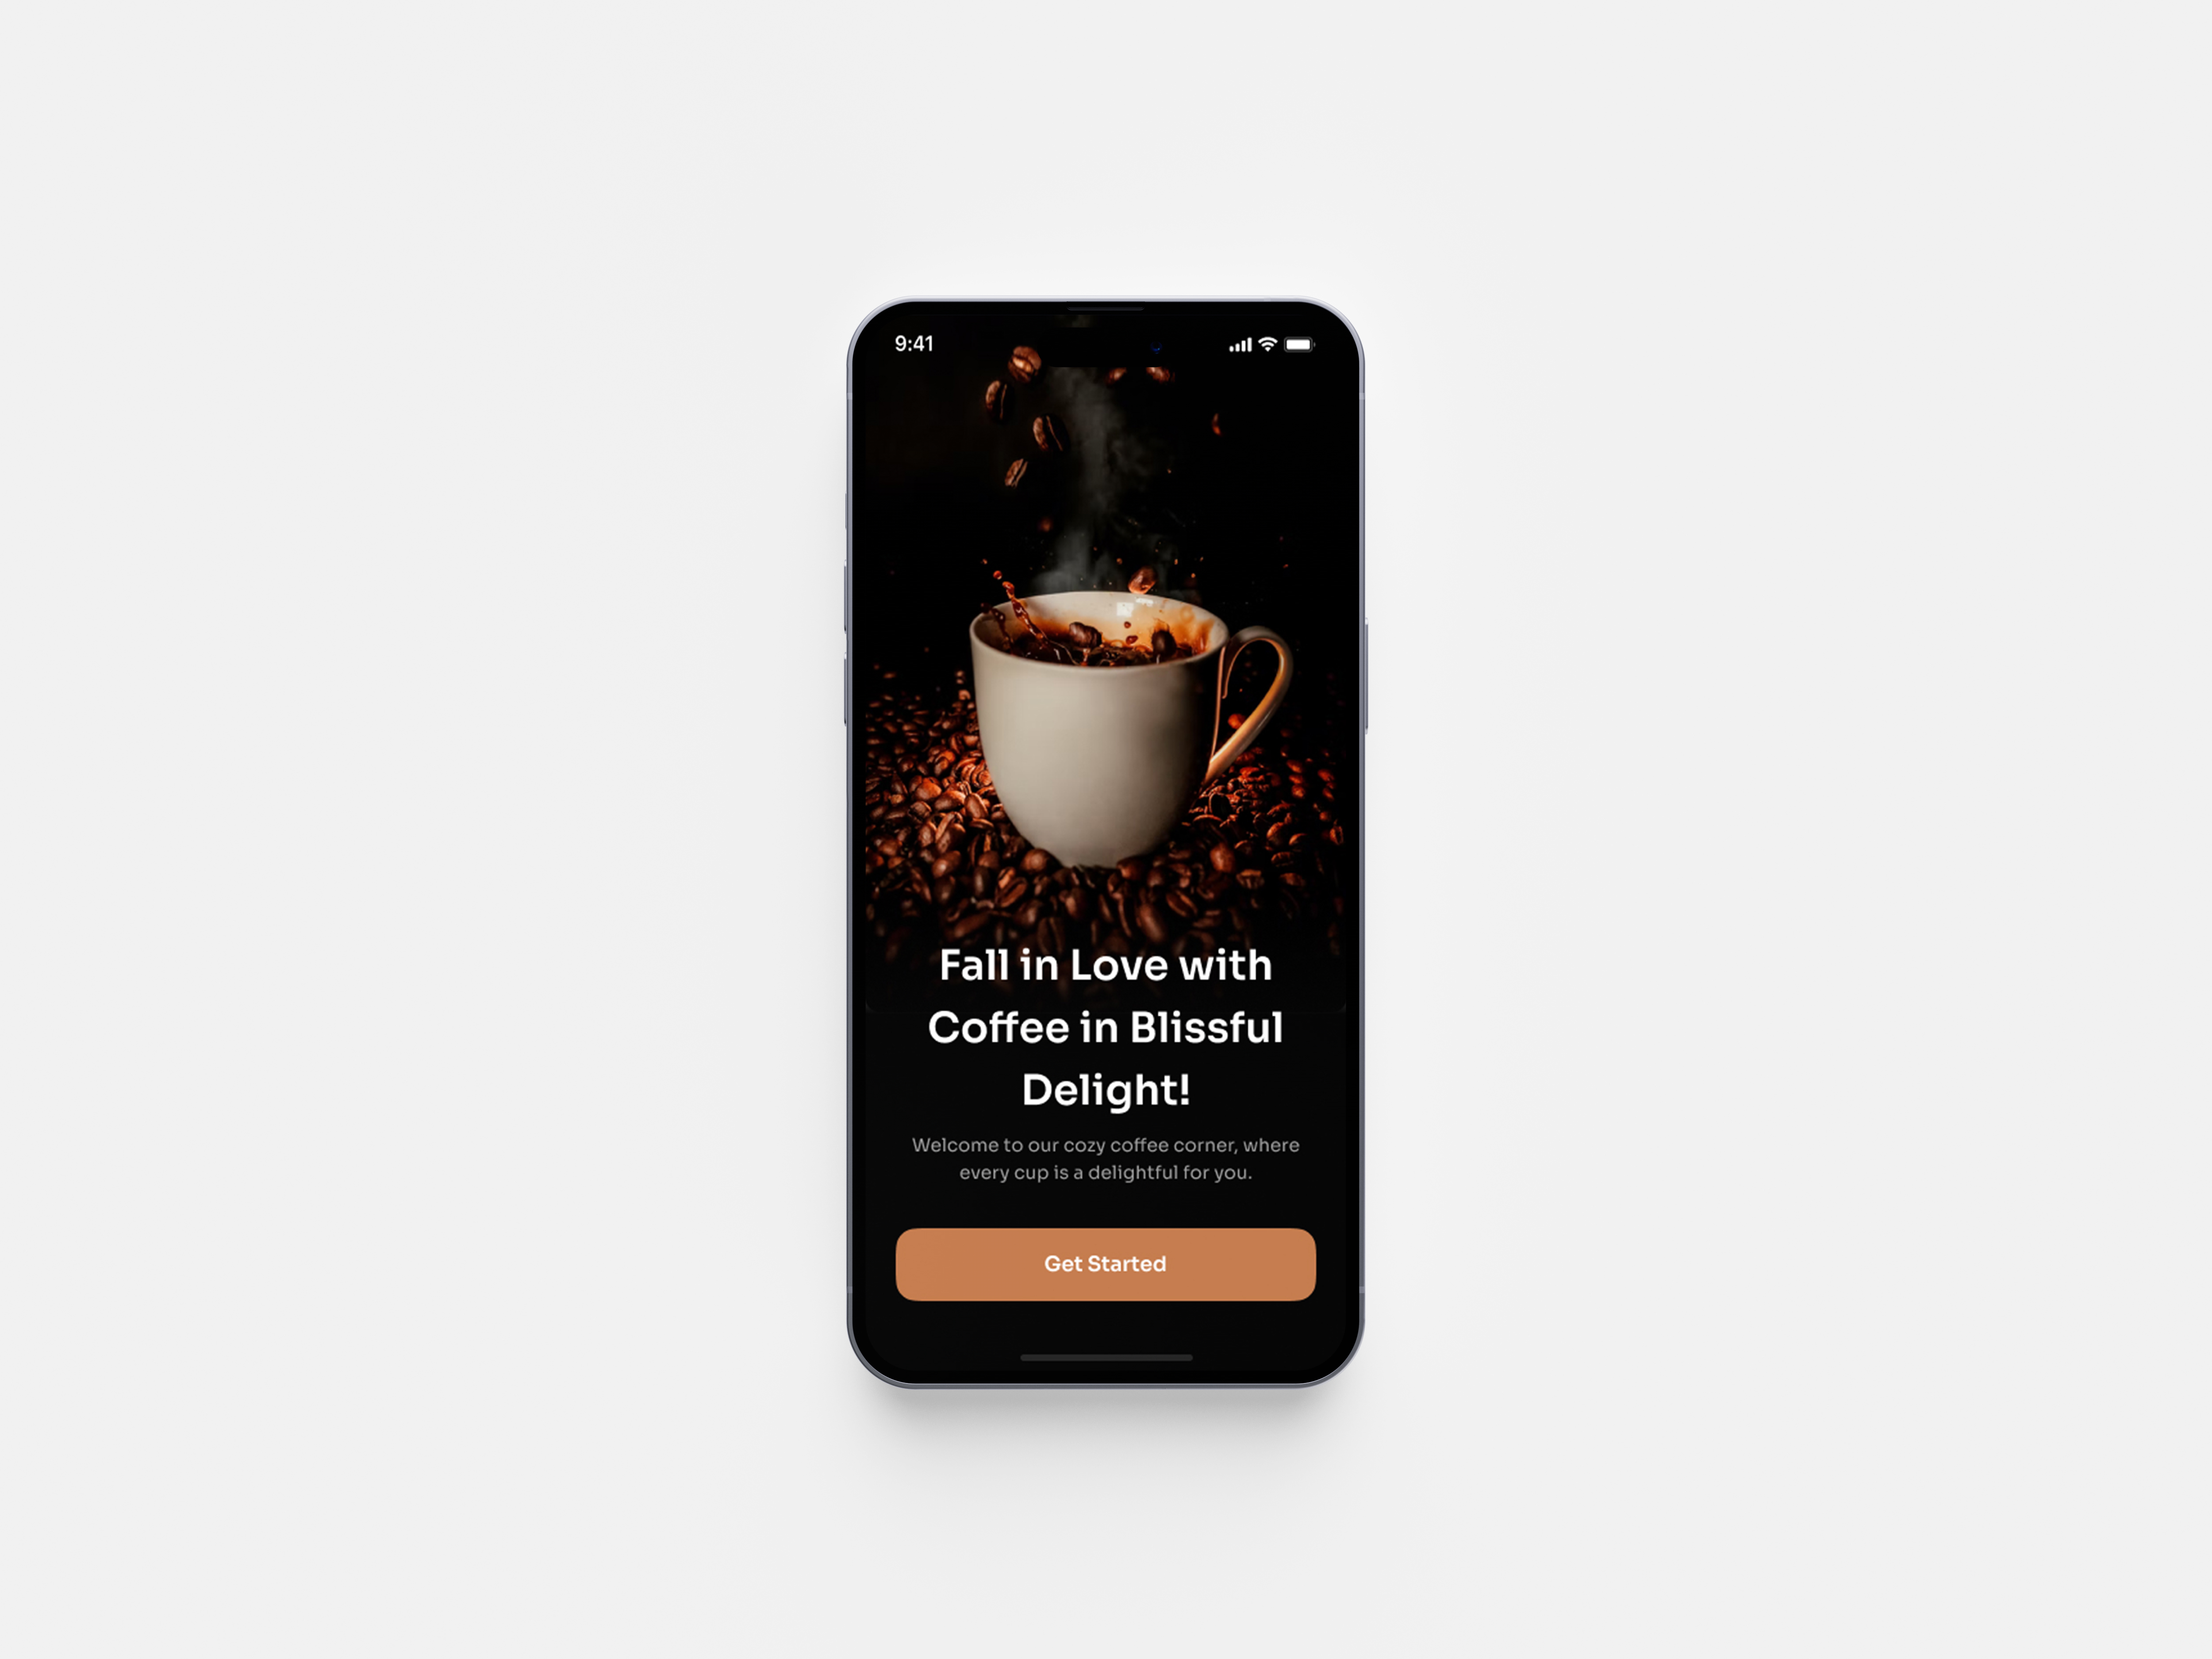 9:41
Fall in Love with
Coffee in Blissful
Delight!
Welcome to our cozy coffee corner, where
every cup is a delightful for you.
Get Started